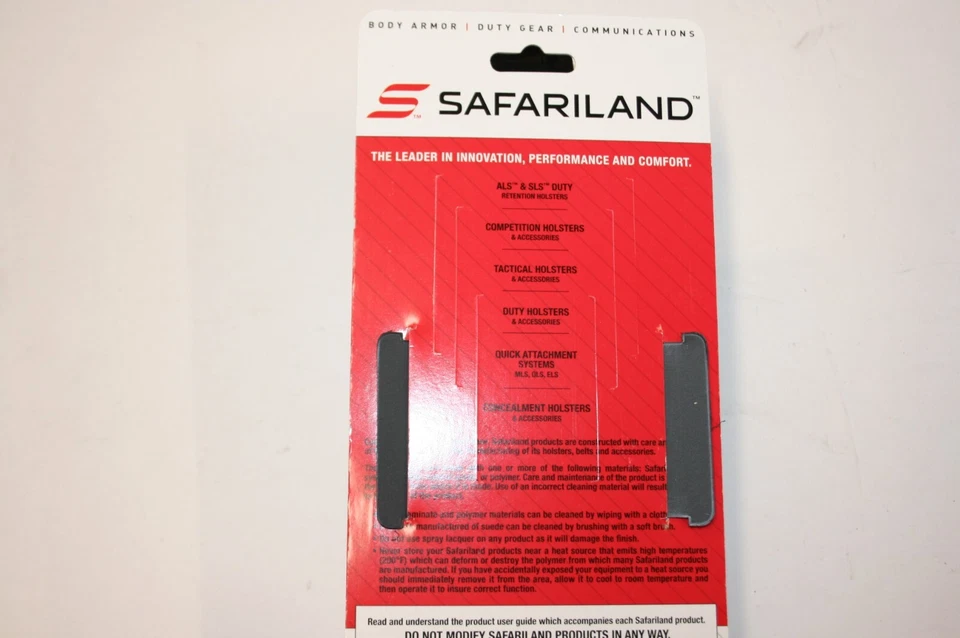 BODY ARMOR | DUTY GEAR | COMMUNICATIONS
SAFARILAND™
THE LEADER IN INNOVATION, PERFORMANCE AND COMFORT.
ALS™ & SLS™ DUTY
RETENTION HOLSTERS
COMPETITION HOLSTERS
& ACCESSORIES
TACTICAL HOLSTERS
& ACCESSORIES
DUTY HOLSTERS
& ACCESSORIES
QUICK ATTACHMENT
SYSTEMS
MLS, QLS, ELS
CONCEALMENT HOLSTERS
& ACCESSORIES
Safariland products are constructed with care an
of its holsters, belts and accessories.
with one or more of the following materials: Safari
or polymer. Care and maintenance of the product is
Use of an incorrect cleaning material will result
and polymer materials can be cleaned by wiping with a cloth
manufactured of suede can be cleaned by brushing with a soft brush.
• Do not use spray lacquer on any product as it will damage the finish.
• Never store your Safariland products near a heat source that emits high temperatures
(200°F) which can deform or destroy the polymer from which many Safariland products
are manufactured. If you have accidentally exposed your equipment to a heat source you
should immediately remove it from the area, allow it to cool to room temperature and
then operate it to insure correct function.
Read and understand the product user guide which accompanies each Safariland product.
DO NOT MODIFY SAFARILAND PRODUCTS IN ANY WAY.